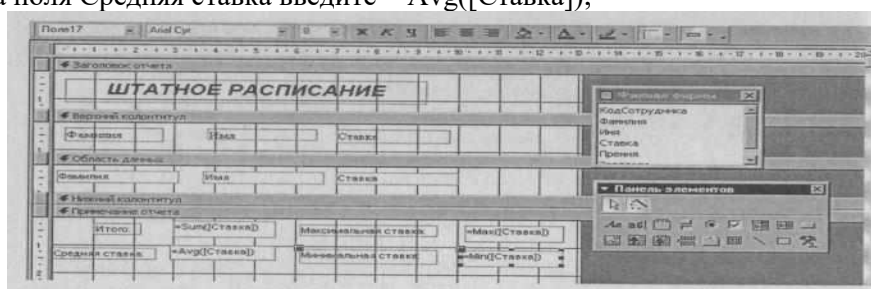 поля Средняя ставка введите =Avg([Ставка]);
Поле17 Arial Cyr 8 Ж К Ч
Заголовок отчета
ШТАТНОЕ РАСПИСАНИЕ
Верхний колонтитул
Фамилия Имя Ставка
Область данных
Фамилия Имя Ставка
Нижний колонтитул
Примечание отчета
Итого: =Sum([Ставка]) Максимальная ставка: =Max([Ставка])
Средняя ставка: =Avg([Ставка]) Минимальная ставка: =Min([Ставка])
КодСотрудника
Фамилия
Имя
Ставка
Премия
Панель элементов